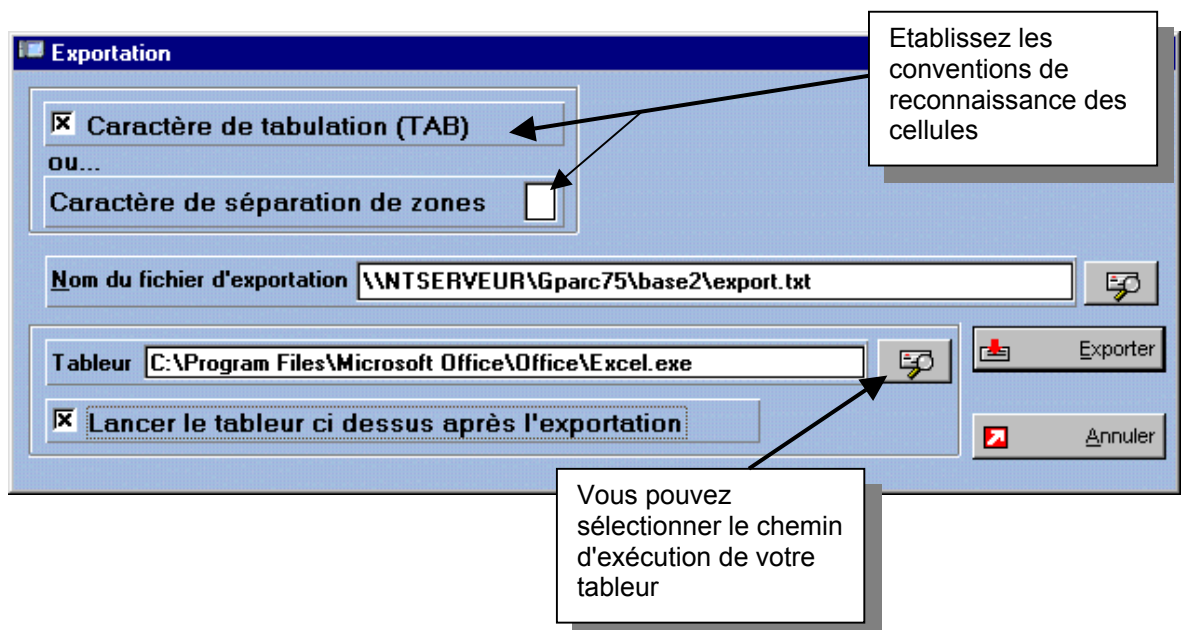 Exportation
Etablissez les
conventions de
reconnaissance des
cellules
Caractère de tabulation (TAB)
ou...
Caractère de séparation de zones
Nom du fichier d'exportation \\NTSERVEUR\Gparc75\base2\export.txt
Tableur C:\Program Files\Microsoft Office\Office\Excel.exe
Exporter
Lancer le tableur ci dessus après l'exportation
Annuler
Vous pouvez
sélectionner le chemin
d'exécution de votre
tableur